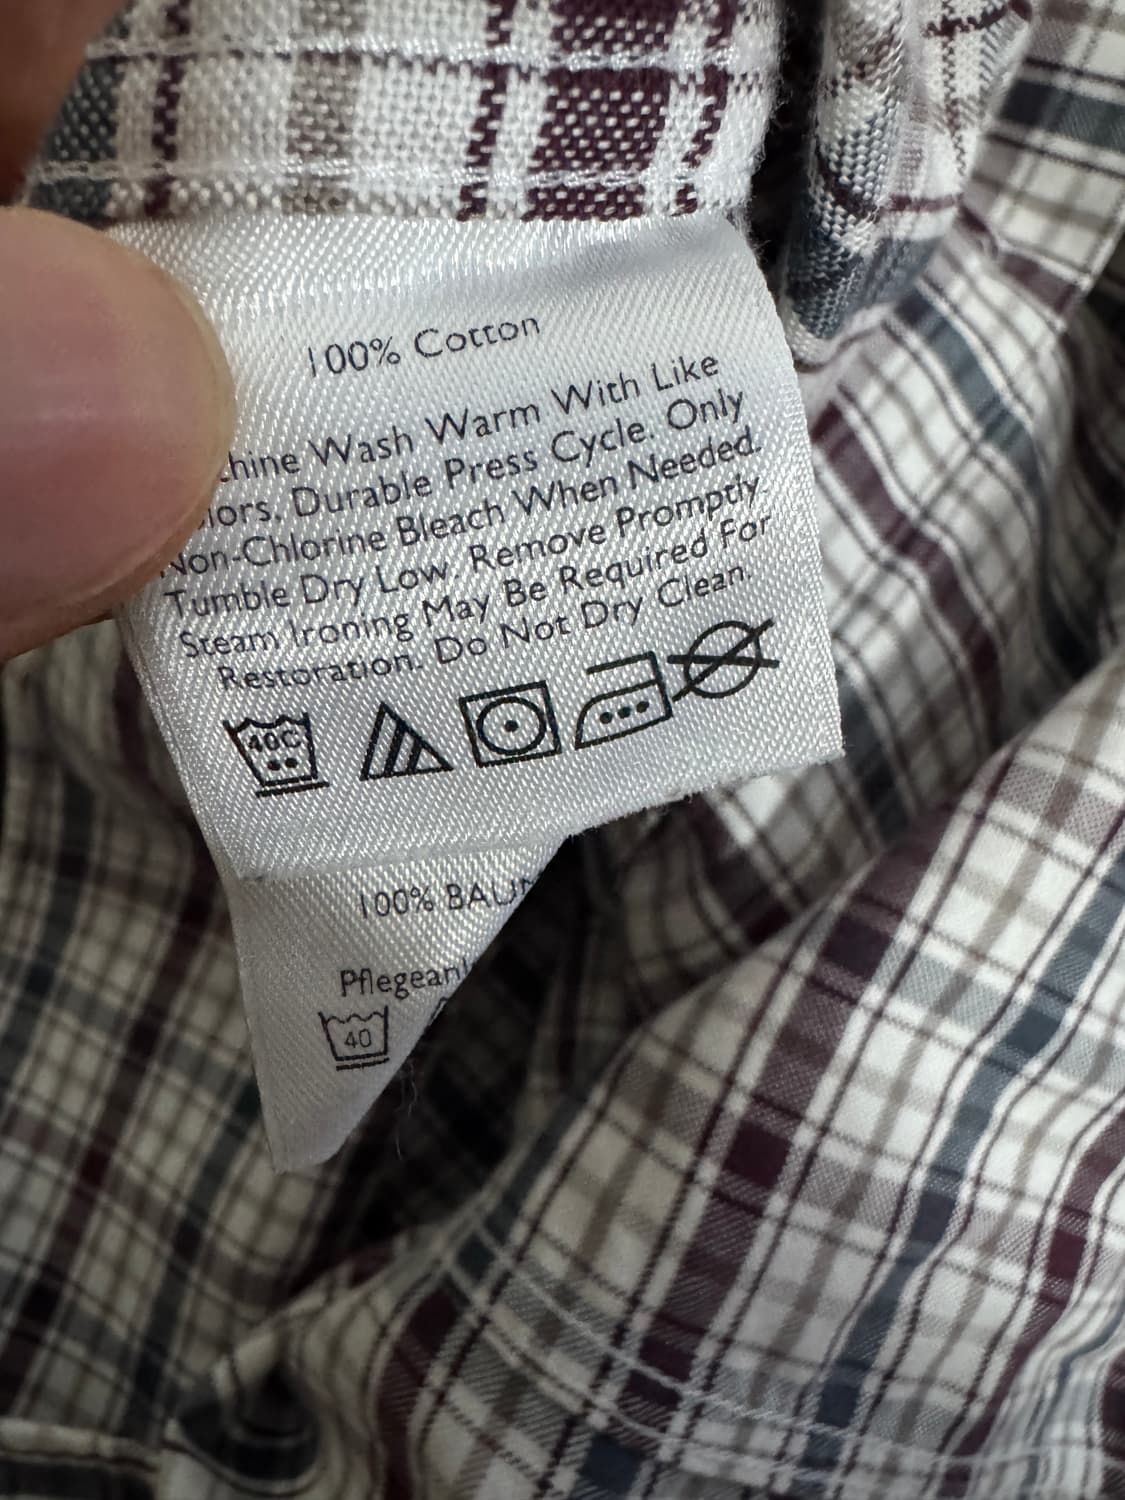 100% Cotton
Wash Warm With Like
Durable Press Cycle. Only
Non-Chlorine Bleach When Needed.
Tumble Dry Low. Remove Promptly.
Steam Ironing May Be Required For
Restoration. Do Not Dry Clean.
40C
100%
40